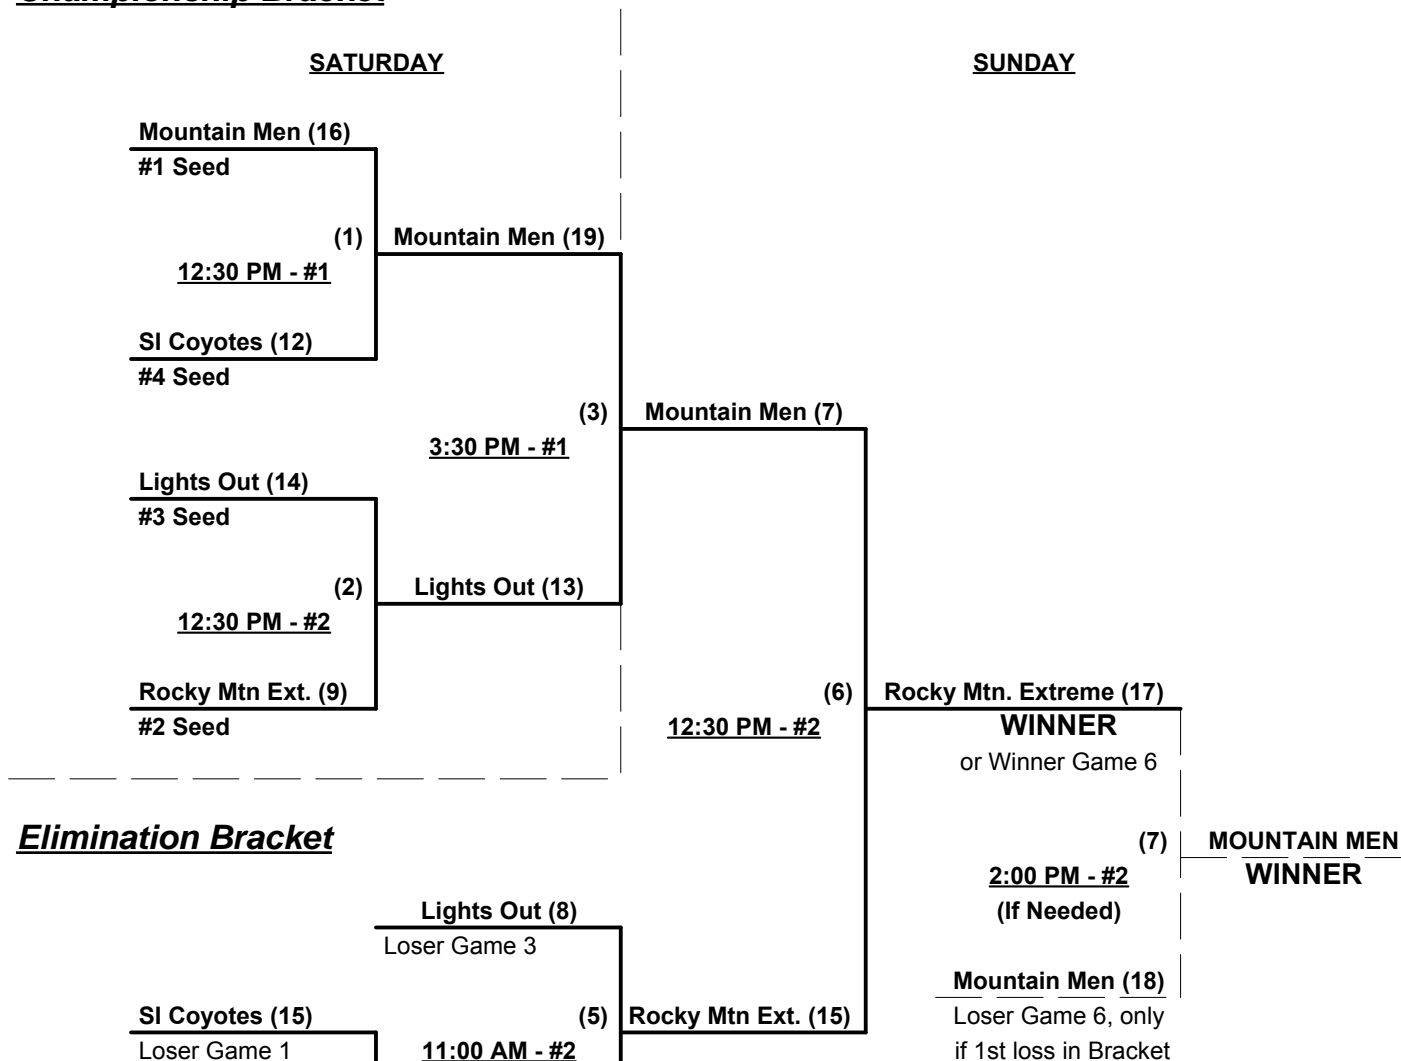 Championship Bracket
SATURDAY
SUNDAY
Mountain Men (16)
#1 Seed
(1)
Mountain Men (19)
12:30 PM - #1
SI Coyotes (12)
#4 Seed
(3)
Mountain Men (7)
3:30 PM - #1
Lights Out (14)
#3 Seed
(2)
Lights Out (13)
12:30 PM - #2
Rocky Mtn Ext. (9)
#2 Seed
(6)
Rocky Mtn. Extreme (17)
12:30 PM - #2
WINNER
or Winner Game 6
Elimination Bracket
(7)
MOUNTAIN MEN
2:00 PM - #2
WINNER
(If Needed)
Lights Out (8)
Loser Game 3
Mountain Men (18)
SI Coyotes (15)
(5)
Rocky Mtn Ext. (15)
Loser Game 6, only
Loser Game 1
11:00 AM - #2
if 1st loss in Bracket